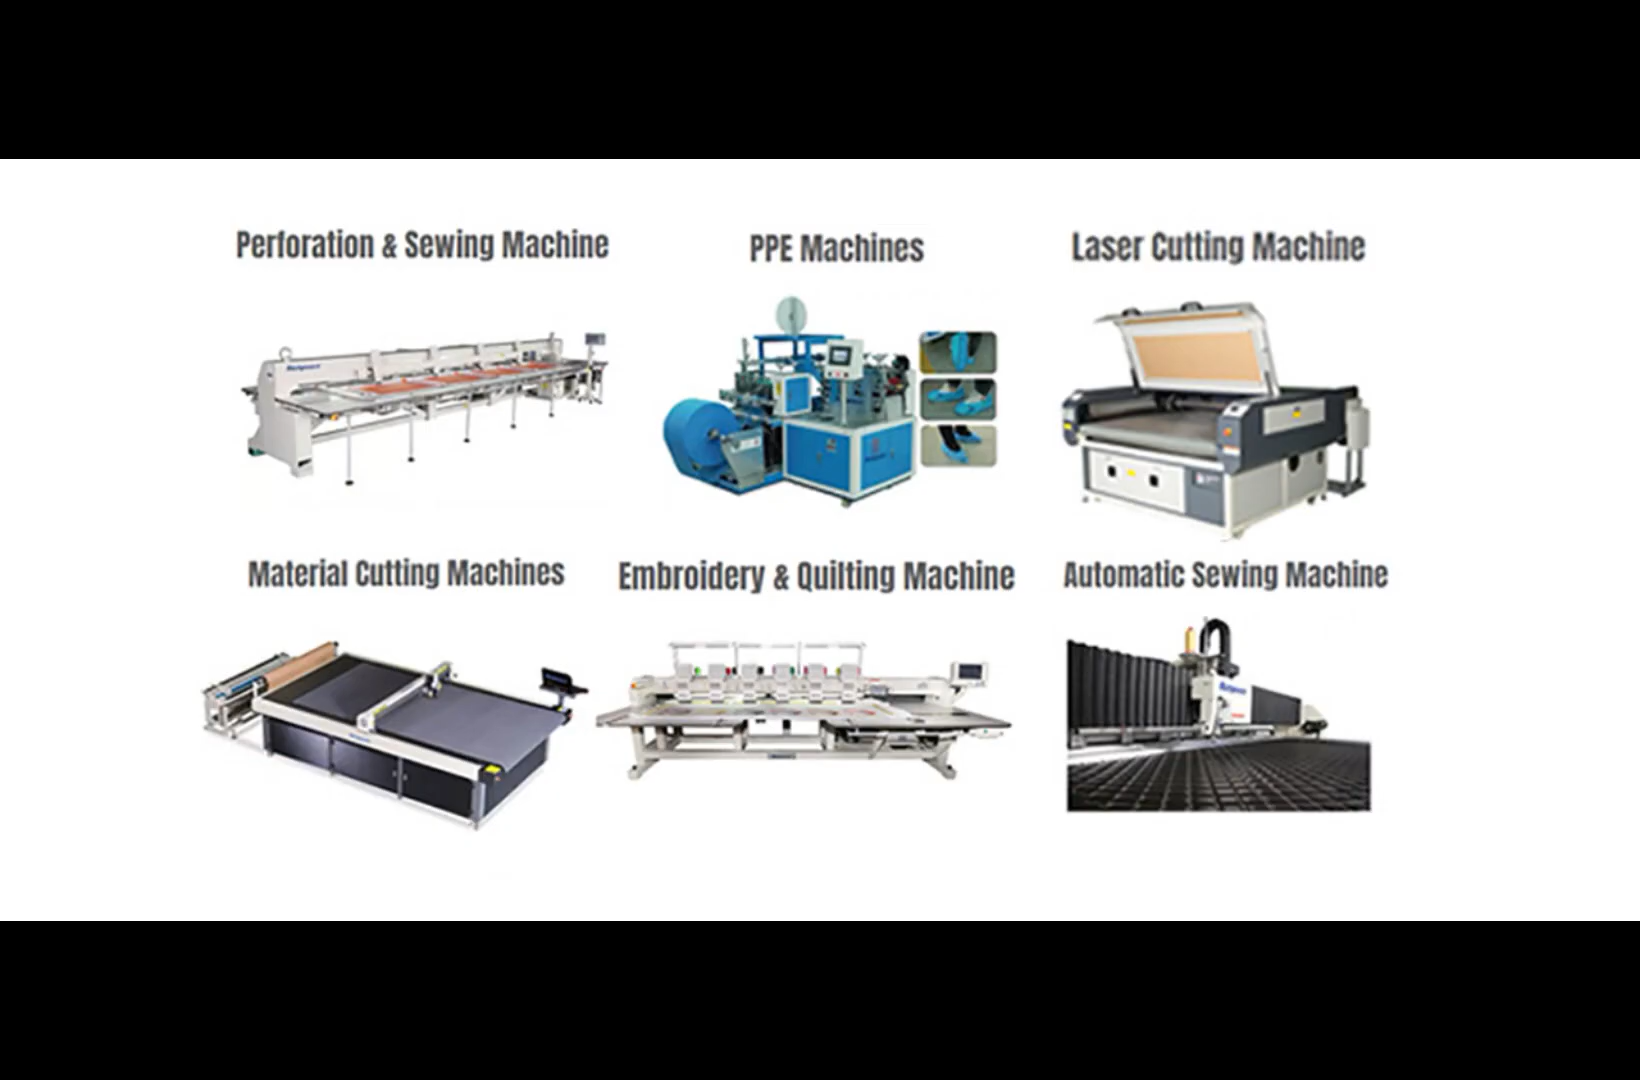 Perforation & Sewing Machine
PPE Machines
Laser Cutting Machine
Material Cutting Machines
Embroidery & Quilting Machine
Automatic Sewing Machine